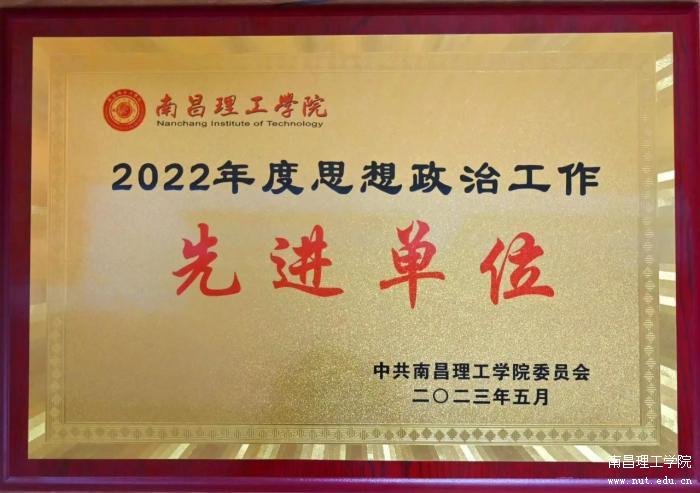 南昌理工學院
Nanchang Institute of Technology
2022年度思想政治工作
先进单位
中共南昌理工学院委员会
二〇二三年五月
南昌理工学院
www.nut.edu.cn